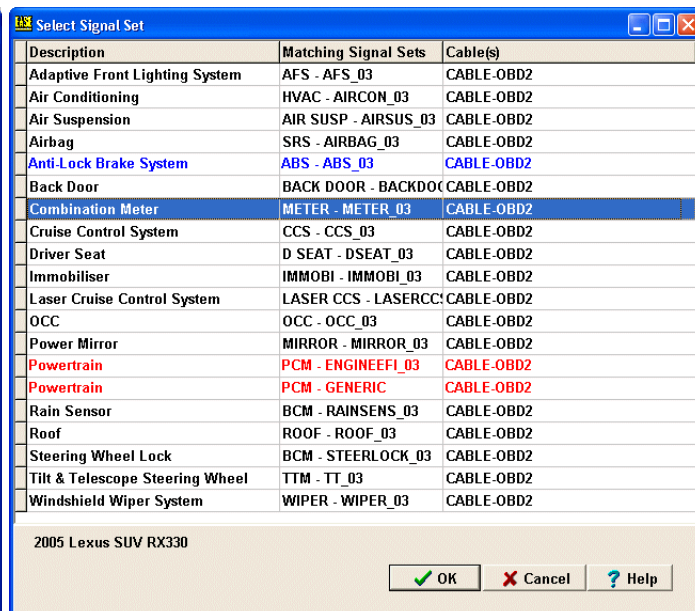 EASE Select Signal Set
Description Matching Signal Sets Cable(s)
Adaptive Front Lighting System AFS - AFS_03 CABLE-OBD2
Air Conditioning HVAC - AIRCON_03 CABLE-OBD2
Air Suspension AIR SUSP - AIRSUS_03 CABLE-OBD2
Airbag SRS - AIRBAG_03 CABLE-OBD2
Anti-Lock Brake System ABS - ABS_03 CABLE-OBD2
Back Door BACK DOOR - BACKDOO CABLE-OBD2
Combination Meter METER - METER_03 CABLE-OBD2
Cruise Control System CCS - CCS_03 CABLE-OBD2
Driver Seat D SEAT - DSEAT_03 CABLE-OBD2
Immobiliser IMMOBI - IMMOBI_03 CABLE-OBD2
Laser Cruise Control System LASER CCS - LASERCCS CABLE-OBD2
OCC OCC - OCC_03 CABLE-OBD2
Power Mirror MIRROR - MIRROR_03 CABLE-OBD2
Powertrain PCM - ENGINEEFI_03 CABLE-OBD2
Powertrain PCM - GENERIC CABLE-OBD2
Rain Sensor BCM - RAINSENS_03 CABLE-OBD2
Roof ROOF - ROOF_03 CABLE-OBD2
Steering Wheel Lock BCM - STEERLOCK_03 CABLE-OBD2
Tilt & Telescope Steering Wheel TTM - TT_03 CABLE-OBD2
Windshield Wiper System WIPER - WIPER_03 CABLE-OBD2
2005 Lexus SUV RX330
OK Cancel ? Help